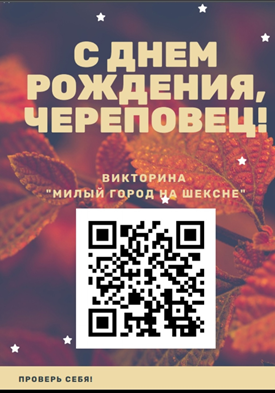 С ДНЕМ
РОЖДЕНИЯ,
ЧЕРЕПОВЕЦ!
ВИКТОРИНА
"МИЛЫЙ ГОРОД НА ШЕКСНЕ"
ПРОВЕРЬ СЕБЯ!